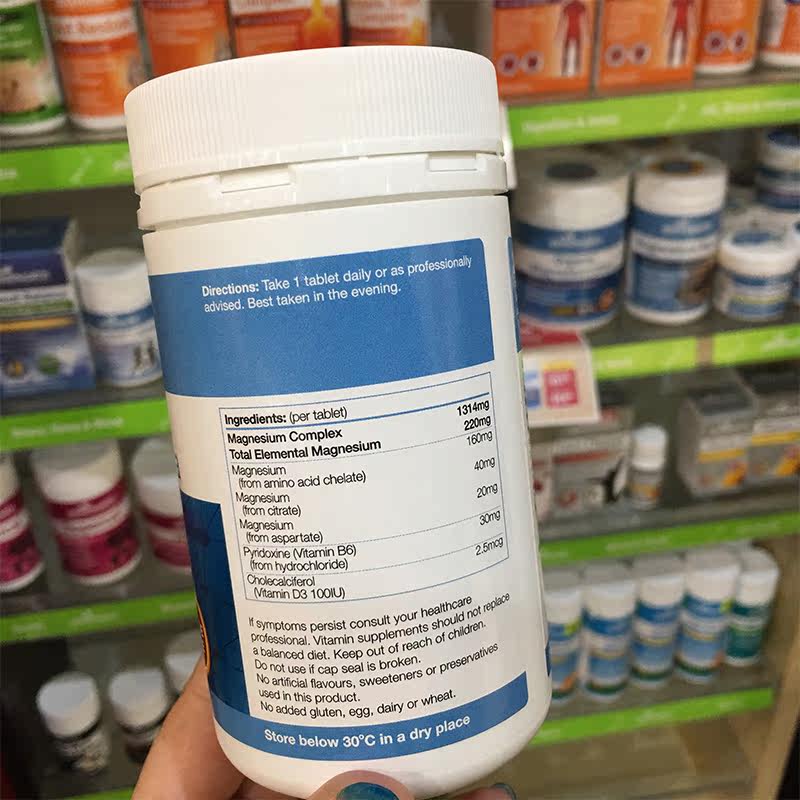 Directions: Take 1 tablet daily or as professionally
advised. Best taken in the evening.
Ingredients: (per tablet)
Magnesium Complex 1314mg
Total Elemental Magnesium 220mg
Magnesium 160mg
(from amino acid chelate)
Magnesium 40mg
(from citrate)
Magnesium 20mg
(from aspartate)
Pyridoxine (Vitamin B6) 30mg
(from hydrochloride)
Cholecalciferol 2.5mcg
(Vitamin D3 100IU)
If symptoms persist consult your healthcare
professional. Vitamin supplements should not replace
a balanced diet. Keep out of reach of children.
Do not use if cap seal is broken.
No artificial flavours, sweeteners or preservatives
used in this product.
No added gluten, egg, dairy or wheat.
Store below 30°C in a dry place